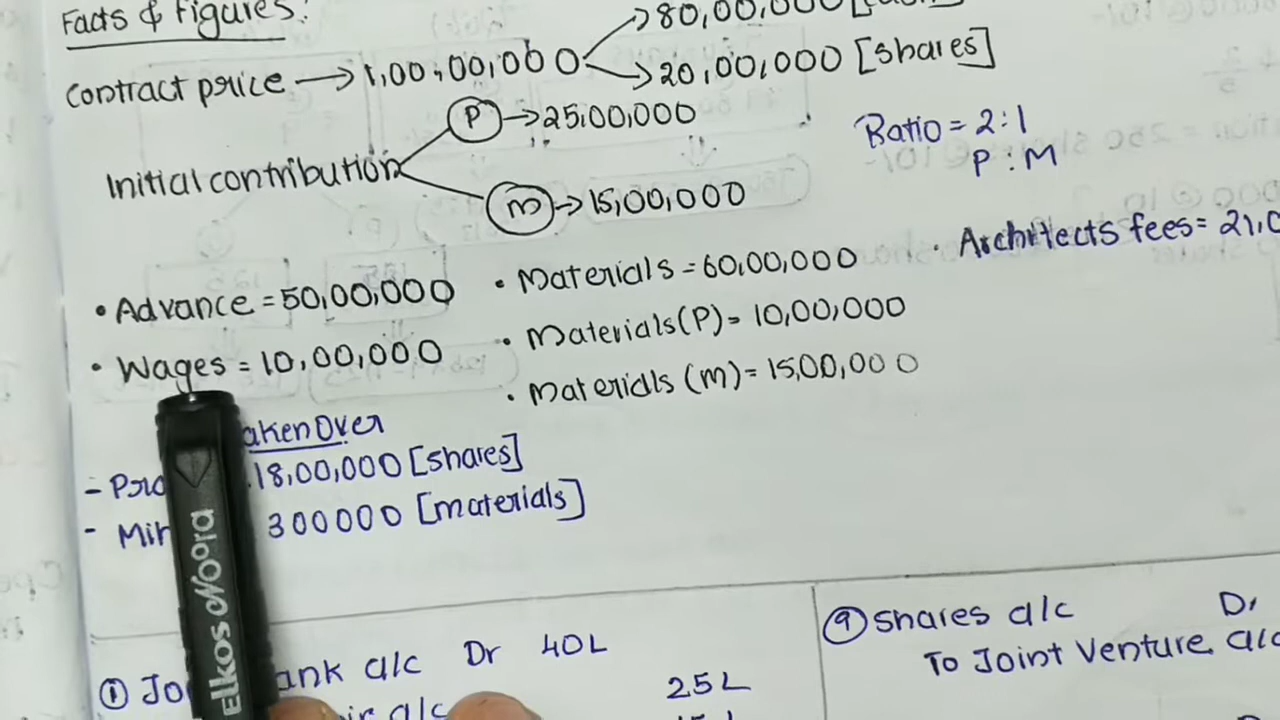 Facts & Figures:
Contract price → 1,00,00,000 → 80,00,000
→ 20,00,000 [shares]
Initial contribution P → 25,00,000
M → 15,00,000
Ratio = 2:1
P : M
• Advance = 50,00,000
• Wages = 10,00,000
• Materials = 60,00,000
• Materials (P) = 10,00,000
• Materials (m) = 15,00,000
• Architects fees = 21,0
akenOver
- Pro 18,00,000 [shares]
- Mir 300000 [materials]
① Jo ank a/c Dr 40L
a/c 25L
⑨ Shares a/c Dr
To Joint Venture a/c
Elkos Noora